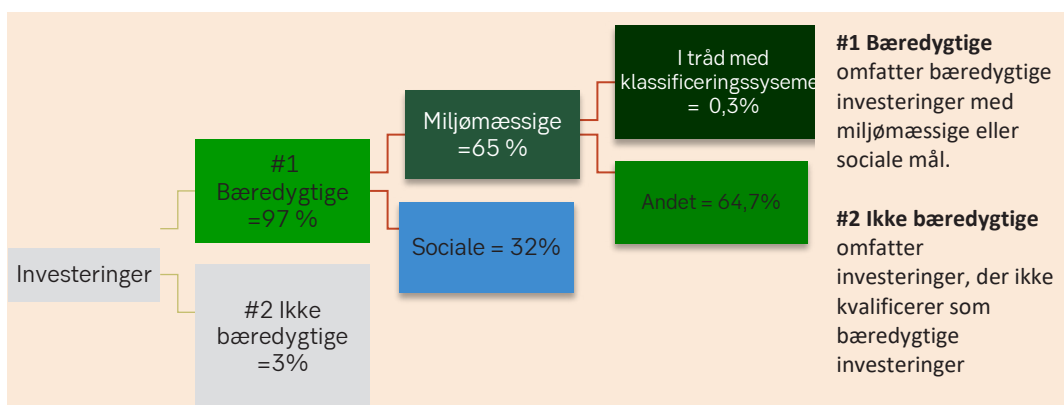 Investeringer
#1
Bæredygtige
=97 %
#2 Ikke
bæredygtige
=3%
Miljømæssige
=65 %
Sociale = 32%
I tråd med
klassificeringssyseme
= 0,3%
Andet = 64,7%
#1 Bæredygtige
omfatter bæredygtige
investeringer med
miljømæssige eller
sociale mål.
#2 Ikke bæredygtige
omfatter
investeringer, der ikke
kvalificerer som
bæredygtige
investeringer